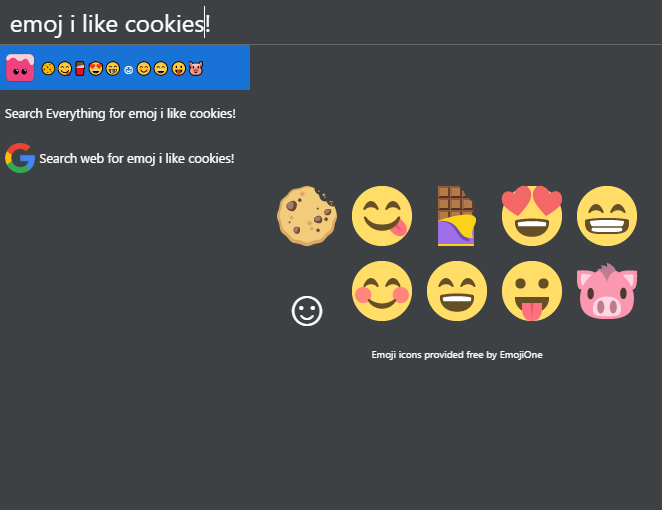 emoj i like cookies!
Search Everything for emoj i like cookies!
Search web for emoj i like cookies!
Emoji icons provided free by EmojiOne